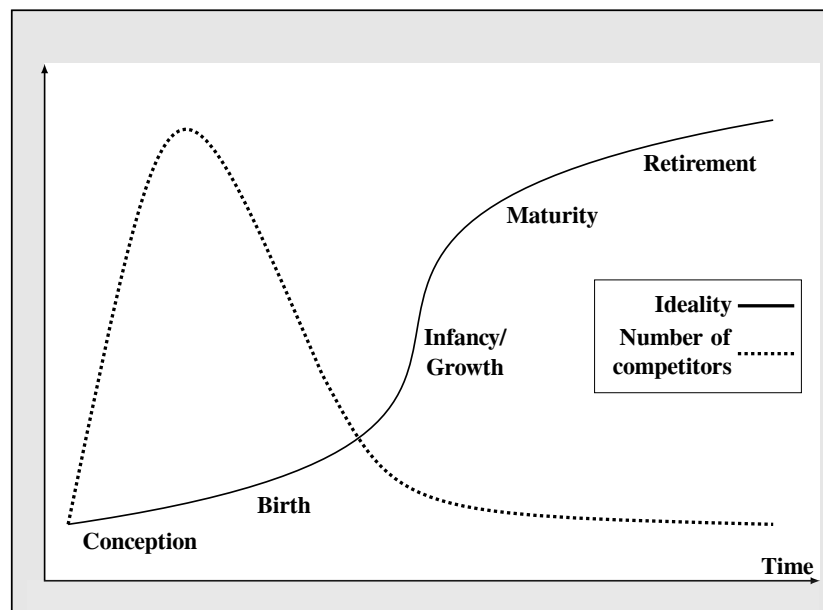 Retirement
Maturity
Ideality
Number of
competitors
Infancy/
Growth
Birth
Conception
Time